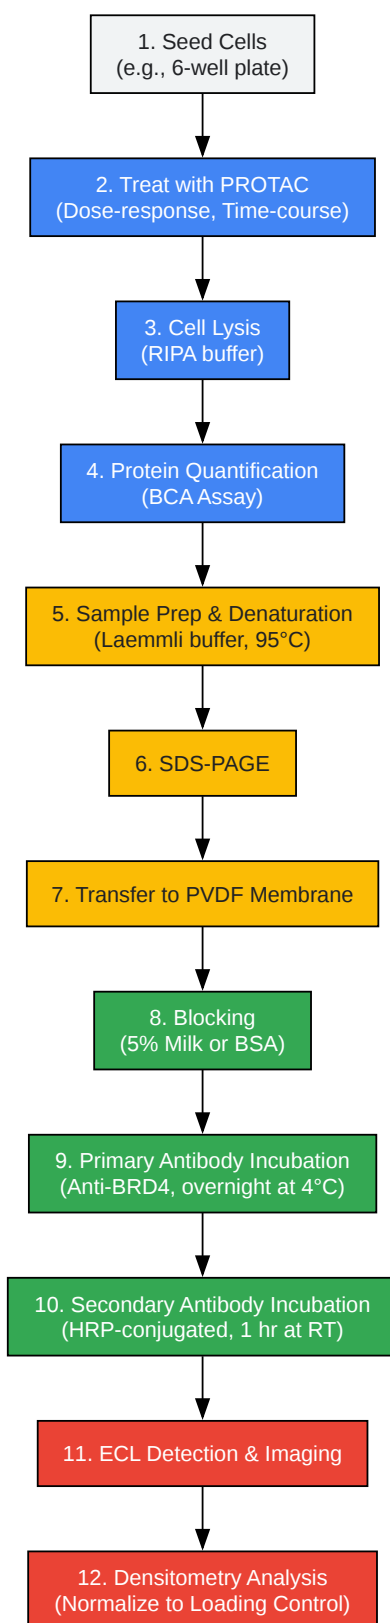 1. Seed Cells
(e.g., 6-well plate)
2. Treat with PROTAC
(Dose-response, Time-course)
3. Cell Lysis
(RIPA buffer)
4. Protein Quantification
(BCA Assay)
5. Sample Prep & Denaturation
(Laemmli buffer, 95°C)
6. SDS-PAGE
7. Transfer to PVDF Membrane
8. Blocking
(5% Milk or BSA)
9. Primary Antibody Incubation
(Anti-BRD4, overnight at 4°C)
10. Secondary Antibody Incubation
(HRP-conjugated, 1 hr at RT)
11. ECL Detection & Imaging
12. Densitometry Analysis
(Normalize to Loading Control)